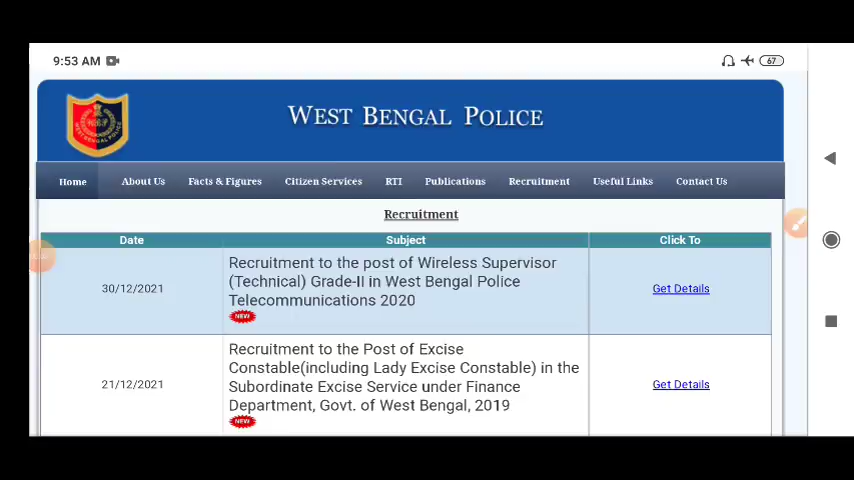 9:53 AM
67
WEST BENGAL POLICE
Home About Us Facts & Figures Citizen Services RTI Publications Recruitment Useful Links Contact Us
Recruitment
Date Subject Click To
Recruitment to the post of Wireless Supervisor
(Technical) Grade-II in West Bengal Police
30/12/2021 Get Details
Telecommunications 2020
NEW
Recruitment to the Post of Excise
Constable(including Lady Excise Constable) in the
21/12/2021 Get Details
Subordinate Excise Service under Finance
Department, Govt. of West Bengal, 2019
NEW